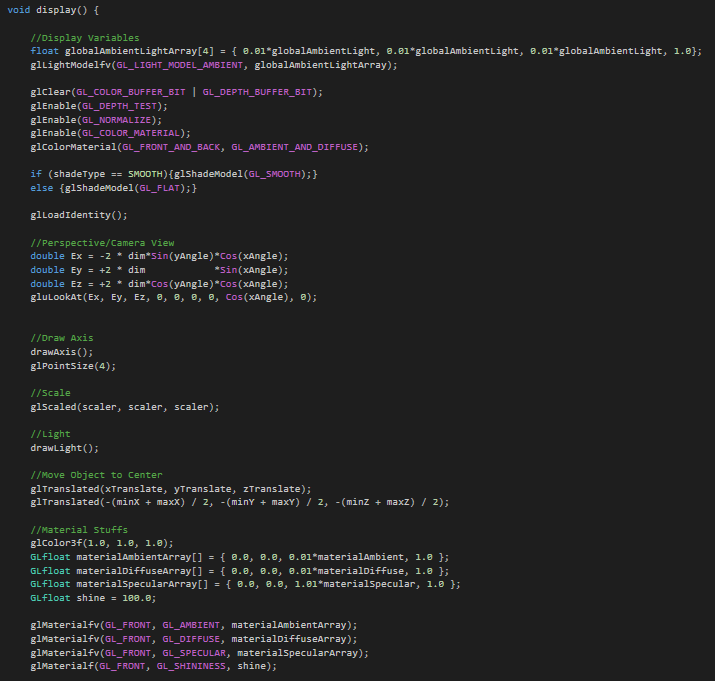 void display() {
//Display Variables
float globalAmbientLightArray[4] = { 0.01*globalAmbientLight, 0.01*globalAmbientLight, 0.01*globalAmbientLight, 1.0};
glLightModelfv(GL_LIGHT_MODEL_AMBIENT, globalAmbientLightArray);
glClear(GL_COLOR_BUFFER_BIT | GL_DEPTH_BUFFER_BIT);
glEnable(GL_DEPTH_TEST);
glEnable(GL_NORMALIZE);
glEnable(GL_COLOR_MATERIAL);
glColorMaterial(GL_FRONT_AND_BACK, GL_AMBIENT_AND_DIFFUSE);
if (shadeType == SMOOTH){glShadeModel(GL_SMOOTH);}
else {glShadeModel(GL_FLAT);}
glLoadIdentity();
//Perspective/Camera View
double Ex = -2 * dim*Sin(yAngle)*Cos(xAngle);
double Ey = +2 * dim            *Sin(xAngle);
double Ez = +2 * dim*Cos(yAngle)*Cos(xAngle);
gluLookAt(Ex, Ey, Ez, 0, 0, 0, 0, Cos(xAngle), 0);
//Draw Axis
drawAxis();
glPointSize(4);
//Scale
glScaled(scaler, scaler, scaler);
//Light
drawLight();
//Move Object to Center
glTranslated(xTranslate, yTranslate, zTranslate);
glTranslated(-(minX + maxX) / 2, -(minY + maxY) / 2, -(minZ + maxZ) / 2);
//Material Stuffs
glColor3f(1.0, 1.0, 1.0);
GLfloat materialAmbientArray[] = { 0.0, 0.0, 0.01*materialAmbient, 1.0 };
GLfloat materialDiffuseArray[] = { 0.0, 0.0, 0.01*materialDiffuse, 1.0 };
GLfloat materialSpecularArray[] = { 0.0, 0.0, 1.01*materialSpecular, 1.0 };
GLfloat shine = 100.0;
glMaterialfv(GL_FRONT, GL_AMBIENT, materialAmbientArray);
glMaterialfv(GL_FRONT, GL_DIFFUSE, materialDiffuseArray);
glMaterialfv(GL_FRONT, GL_SPECULAR, materialSpecularArray);
glMaterialf(GL_FRONT, GL_SHININESS, shine);